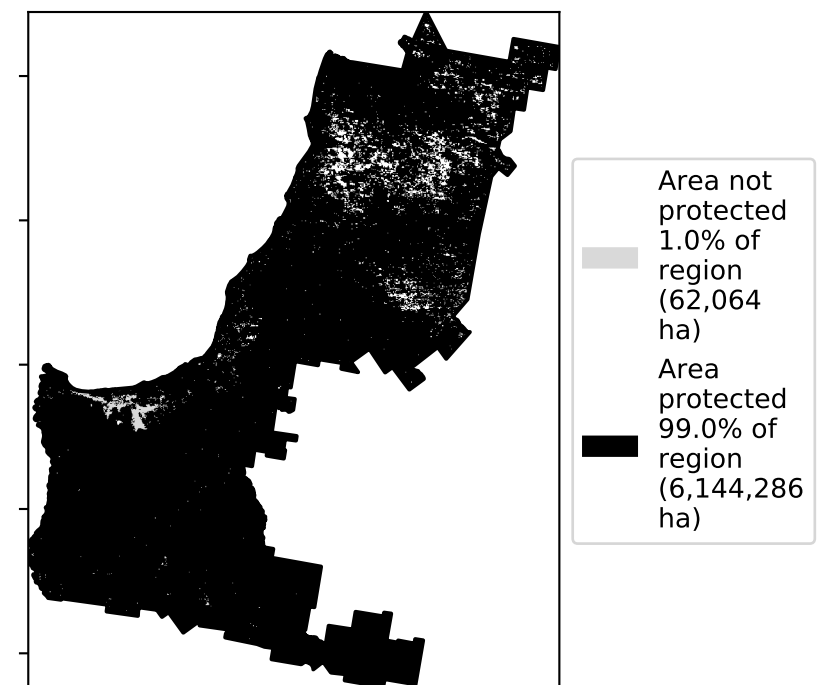 Area not
protected
1.0% of
region
(62,064
ha)
Area
protected
99.0% of
region
(6,144,286
ha)